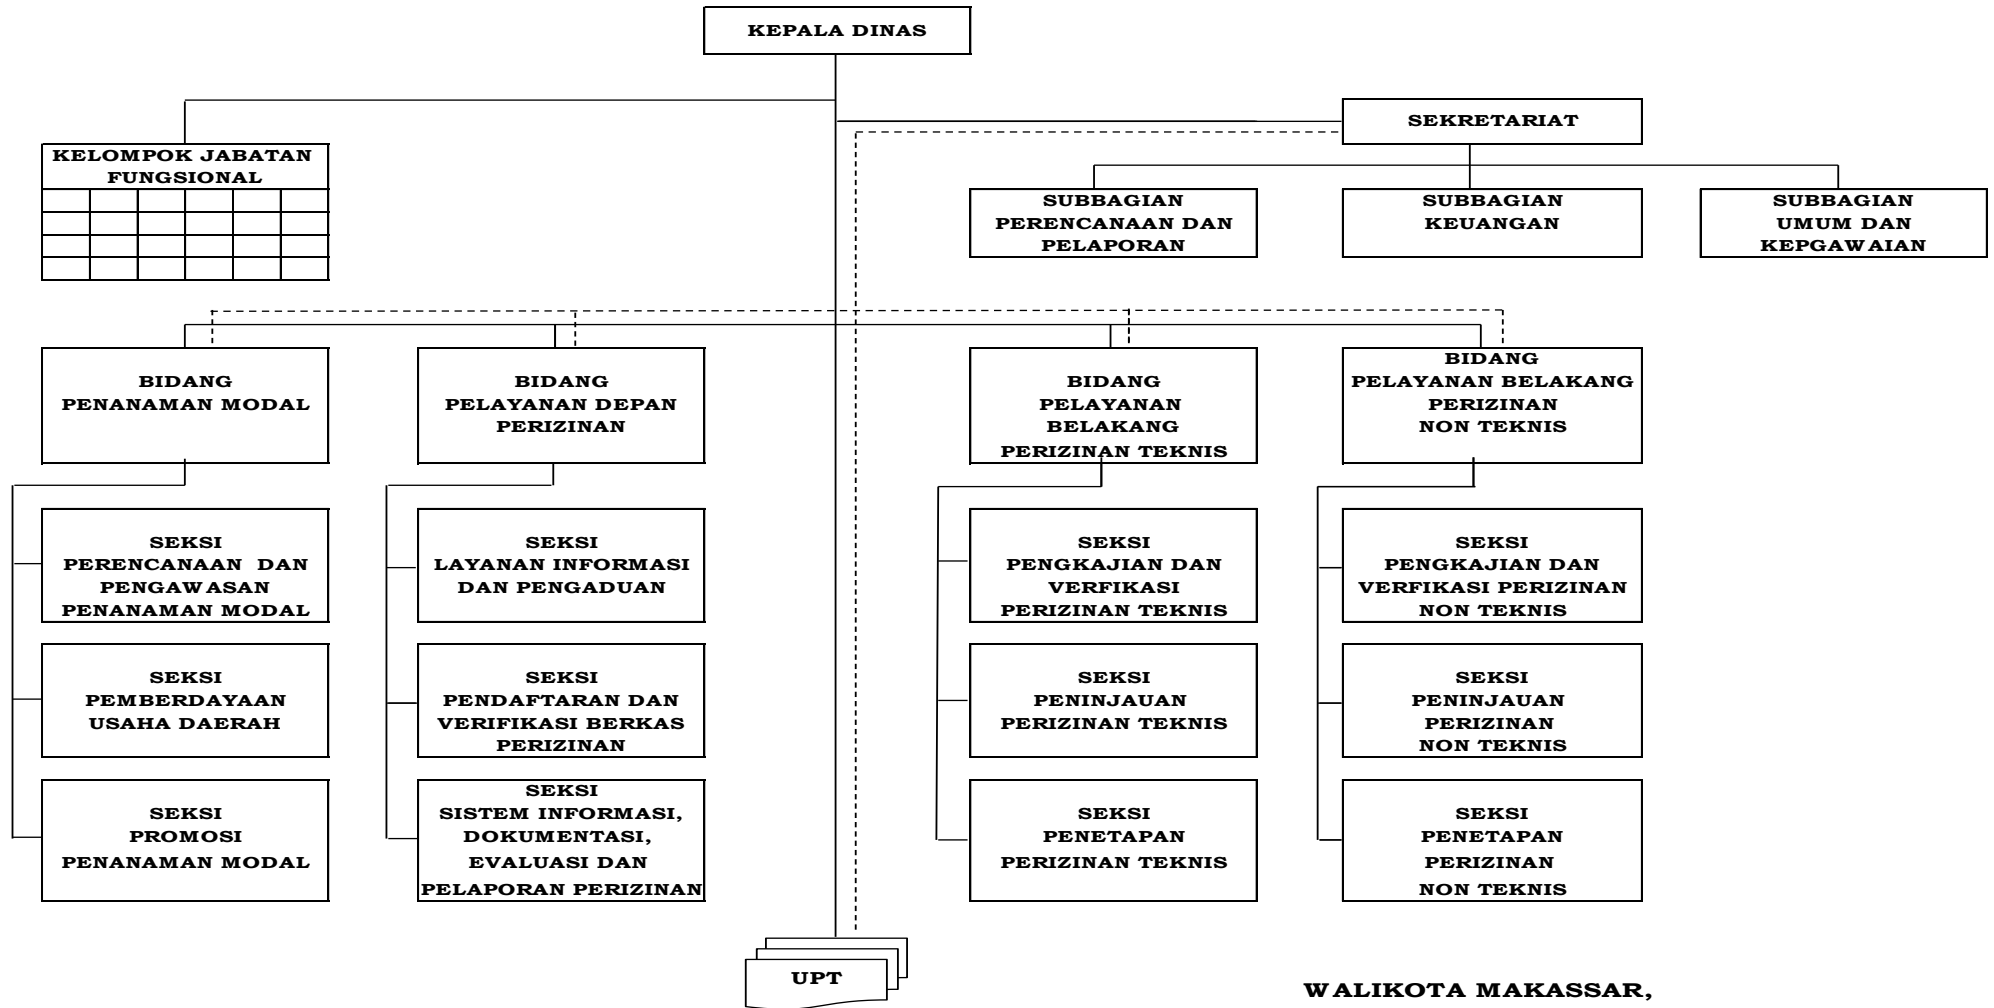 KEPALA DINAS
SEKRETARIAT
KELOMPOK JABATAN
FUNGSIONAL
SUBBAGIAN
PERENCANAAN DAN
PELAPORAN
SUBBAGIAN
KEUANGAN
SUBBAGIAN
UMUM DAN
KEPGAWAIAN
BIDANG
PENANAMAN MODAL
BIDANG
PELAYANAN DEPAN
PERIZINAN
BIDANG
PELAYANAN
BELAKANG
PERIZINAN TEKNIS
BIDANG
PELAYANAN BELAKANG
PERIZINAN
NON TEKNIS
SEKSI
PERENCANAAN DAN
PENGAWASAN
PENANAMAN MODAL
SEKSI
LAYANAN INFORMASI
DAN PENGADUAN
SEKSI
PENGKAJIAN DAN
VERFIKASI
PERIZINAN TEKNIS
SEKSI
PENGKAJIAN DAN
VERFIKASI PERIZINAN
NON TEKNIS
SEKSI
PEMBERDAYAAN
USAHA DAERAH
SEKSI
PENDAFTARAN DAN
VERIFIKASI BERKAS
PERIZINAN
SEKSI
PENINJAUAN
PERIZINAN TEKNIS
SEKSI
PENINJAUAN
PERIZINAN
NON TEKNIS
SEKSI
PROMOSI
PENANAMAN MODAL
SEKSI
SISTEM INFORMASI,
DOKUMENTASI,
EVALUASI DAN
PELAPORAN PERIZINAN
SEKSI
PENETAPAN
PERIZINAN TEKNIS
SEKSI
PENETAPAN
PERIZINAN
NON TEKNIS
UPT
WALIKOTA MAKASSAR,